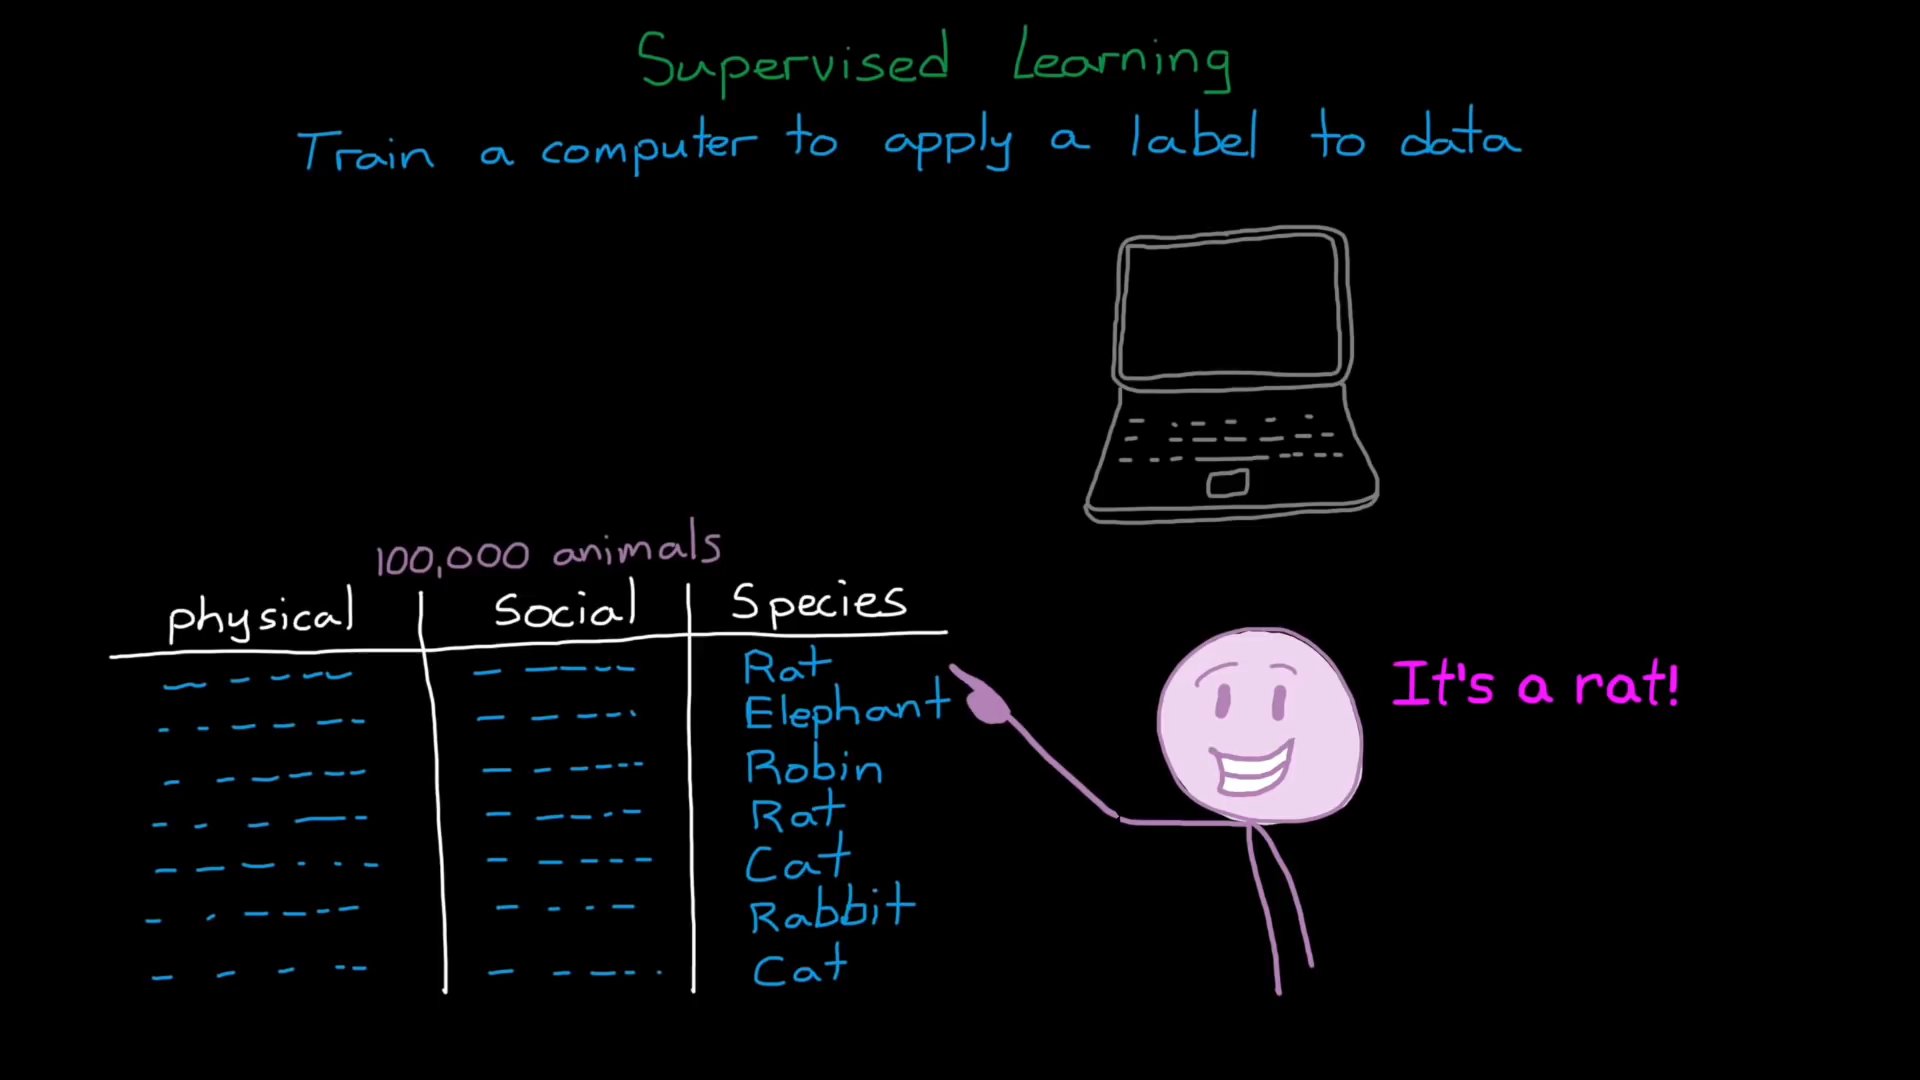 Supervised Learning
Train a computer to apply a label to data
100,000 animals
physical Social Species
Rat
Elephant
Robin
Rat
Cat
Rabbit
Cat
It's a rat!